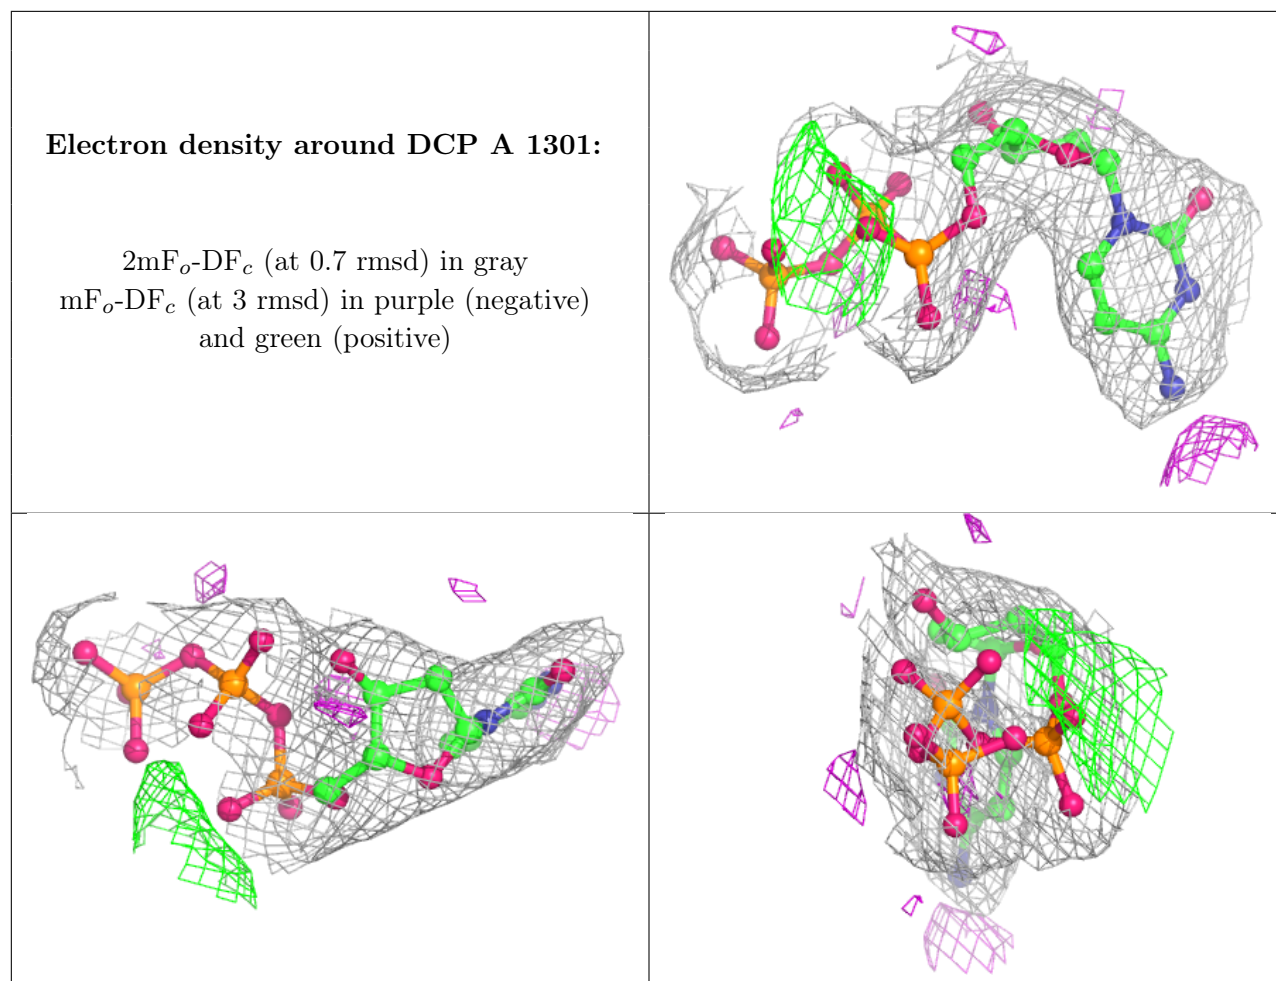 Electron density around DCP A 1301:
2mFo-DFc (at 0.7 rmsd) in gray
mFo-DFc (at 3 rmsd) in purple (negative)
and green (positive)